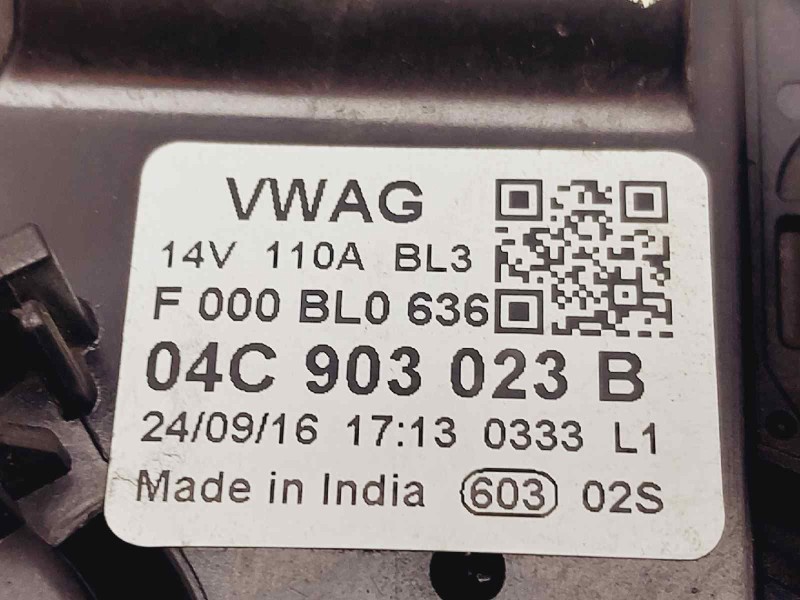 VWAG
14V 110A BL3
F 000 BL0 636
04C 903 023 B
24/09/16 17:13 0333 L1
Made in India 603 02S